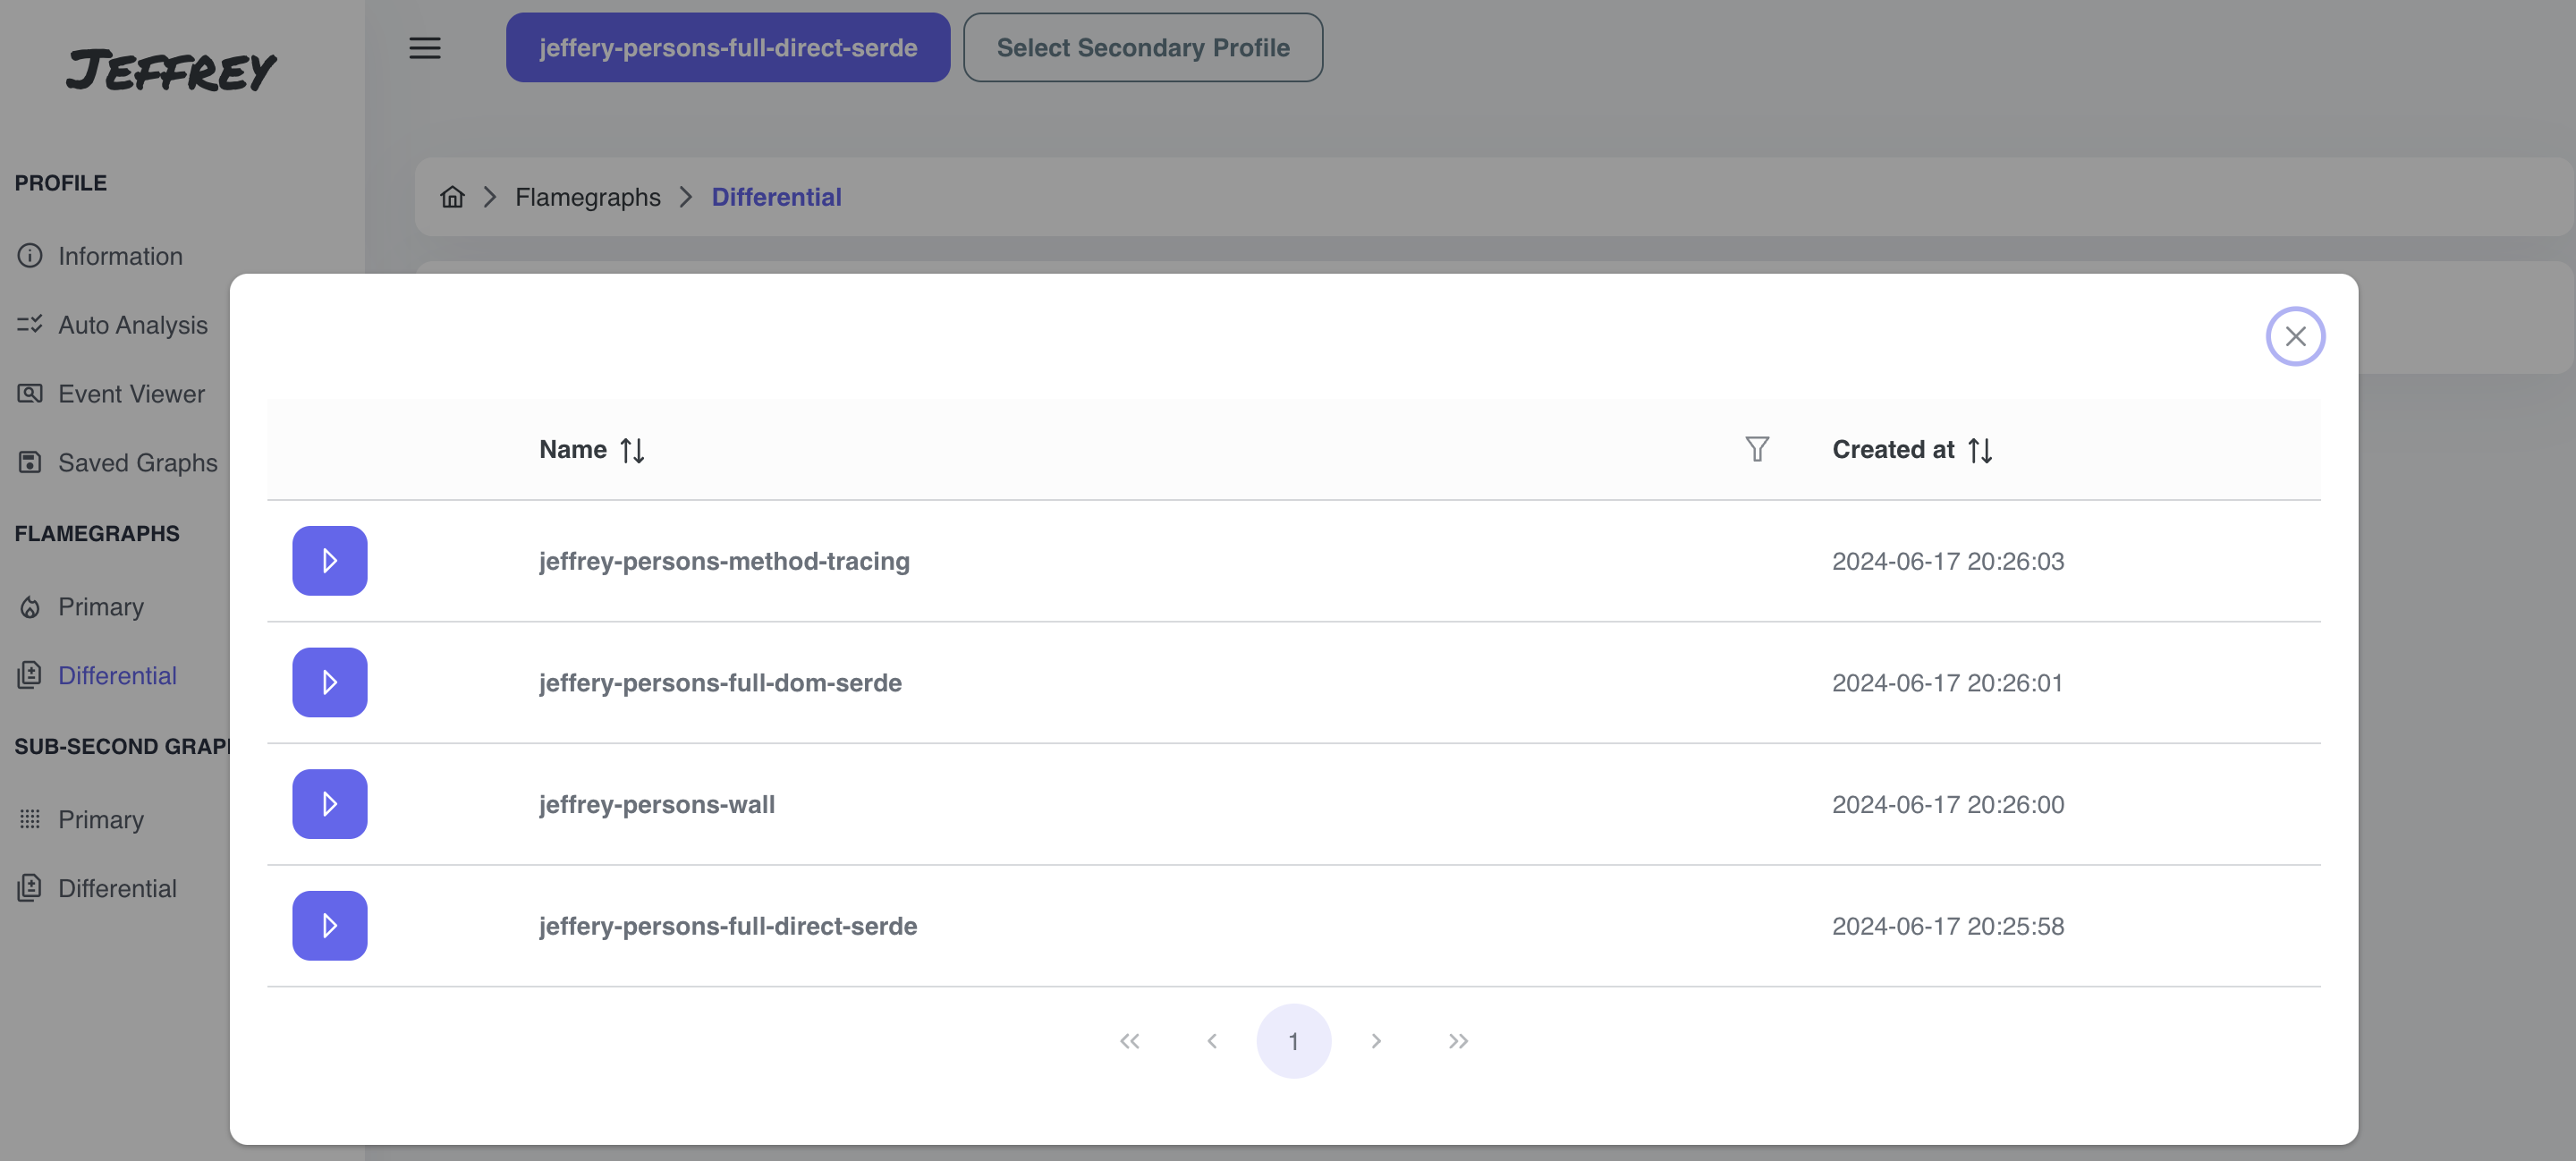 JEFFREY
jeffery-persons-full-direct-serde
Select Secondary Profile
PROFILE
Information
Auto Analysis
Event Viewer
Saved Graphs
FLAMEGRAPHS
Primary
Differential
SUB-SECOND GRAP
Primary
Differential
Flamegraphs
Differential
Name
Created at
jeffrey-persons-method-tracing
2024-06-17 20:26:03
jeffery-persons-full-dom-serde
2024-06-17 20:26:01
jeffrey-persons-wall
2024-06-17 20:26:00
jeffery-persons-full-direct-serde
2024-06-17 20:25:58
1